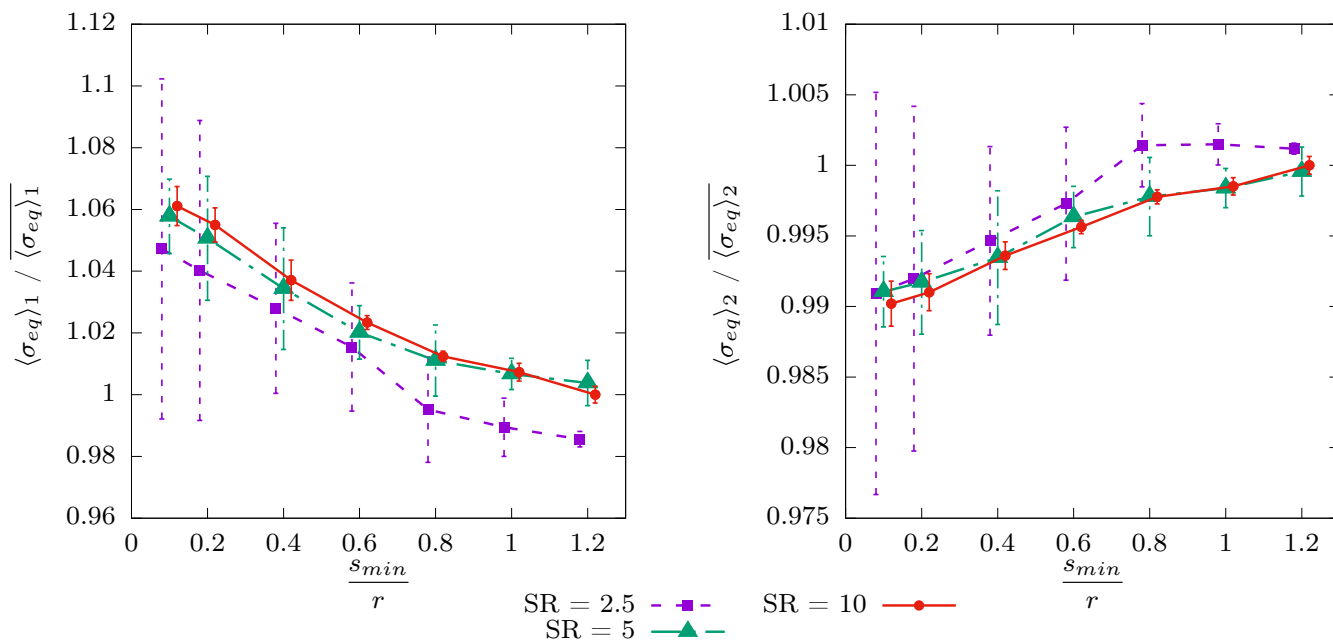 ⟨σeq⟩1 / ⟨σeq⟩1
1.12
1.1
1.08
1.06
1.04
1.02
1
0.98
0.96
0 0.2 0.4 0.6 0.8 1 1.2
smin
r
⟨σeq⟩2 / ⟨σeq⟩2
1.01
1.005
1
0.995
0.99
0.985
0.98
0.975
0 0.2 0.4 0.6 0.8 1 1.2
smin
r
SR = 2.5 SR = 10
SR = 5